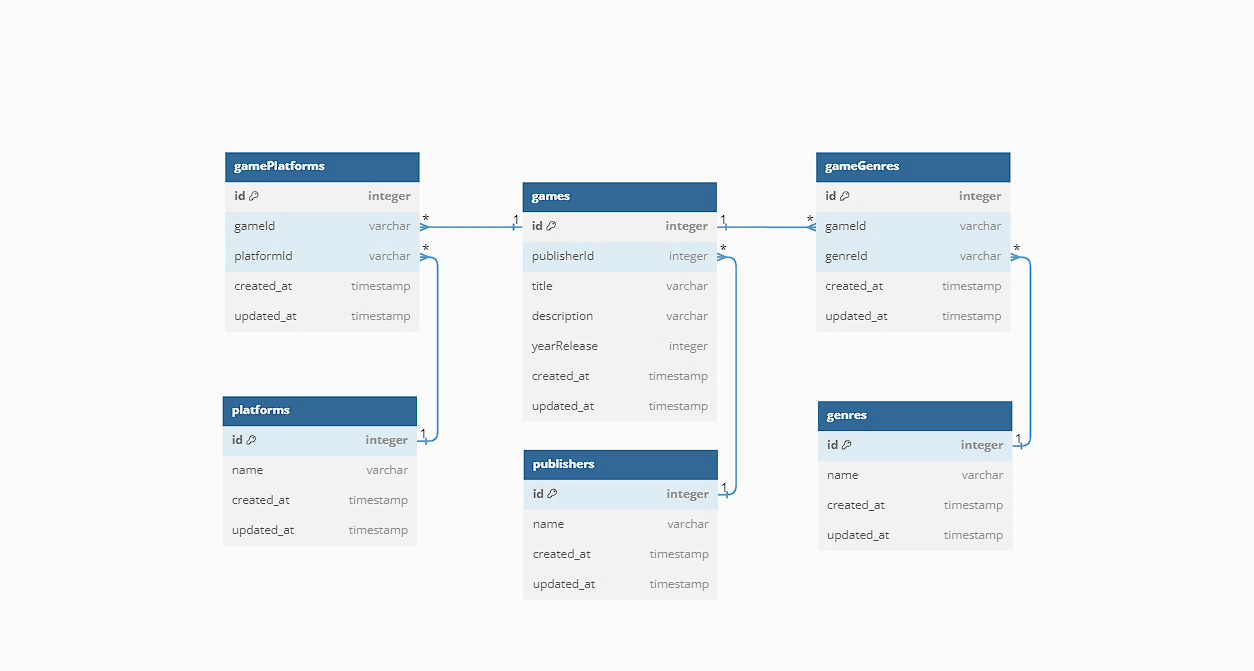 gamePlatforms
id integer
gameId varchar
platformId varchar
created_at timestamp
updated_at timestamp
* 1
*
games
id integer
publisherId integer
title varchar
description varchar
yearRelease integer
created_at timestamp
updated_at timestamp
1 *
*
gameGenres
id integer
gameId varchar
genreId varchar
created_at timestamp
updated_at timestamp
*
platforms
id integer
name varchar
created_at timestamp
updated_at timestamp
1
publishers
id integer
name varchar
created_at timestamp
updated_at timestamp
1
genres
id integer
name varchar
created_at timestamp
updated_at timestamp
1